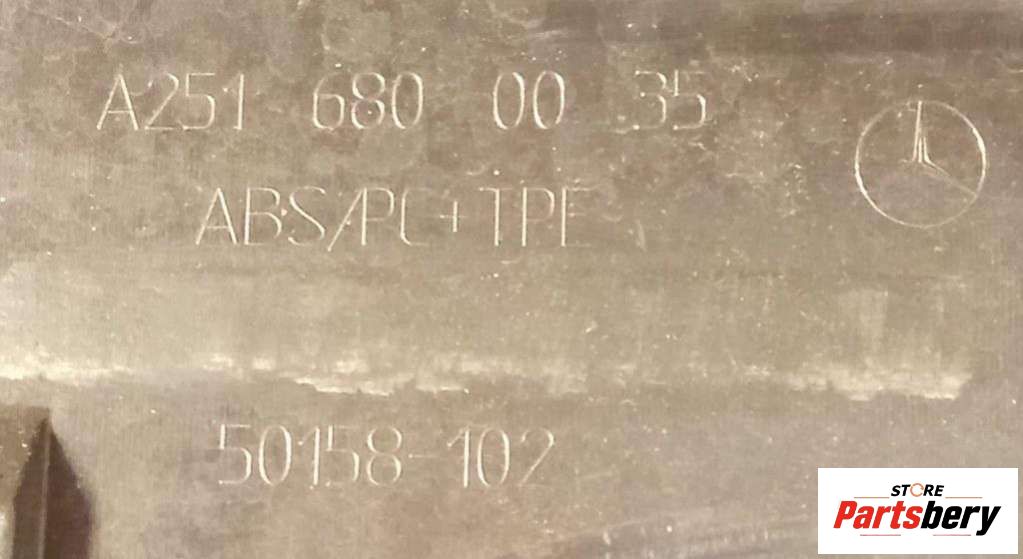 A251 680 00 35
ABS/PC+TPE
50158-102
STORE
Partsbery